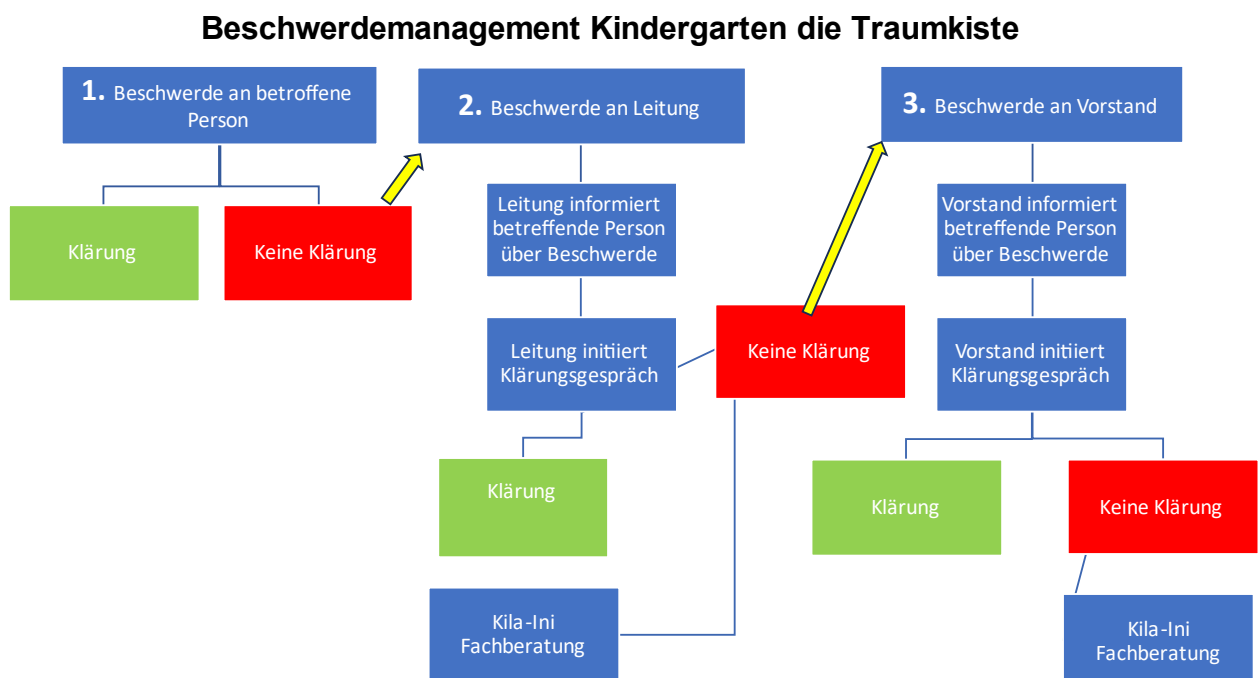 Beschwerdemanagement Kindergarten die Traumkiste
1. Beschwerde an betroffene
Person
Klärung
Keine Klärung
2. Beschwerde an Leitung
Leitung informiert
betreffende Person
über Beschwerde
Leitung initiiert
Klärungsgespräch
Keine Klärung
Klärung
Kila-Ini
Fachberatung
3. Beschwerde an Vorstand
Vorstand informiert
betreffende Person
über Beschwerde
Vorstand initiiert
Klärungsgespräch
Klärung
Keine Klärung
Kila-Ini
Fachberatung